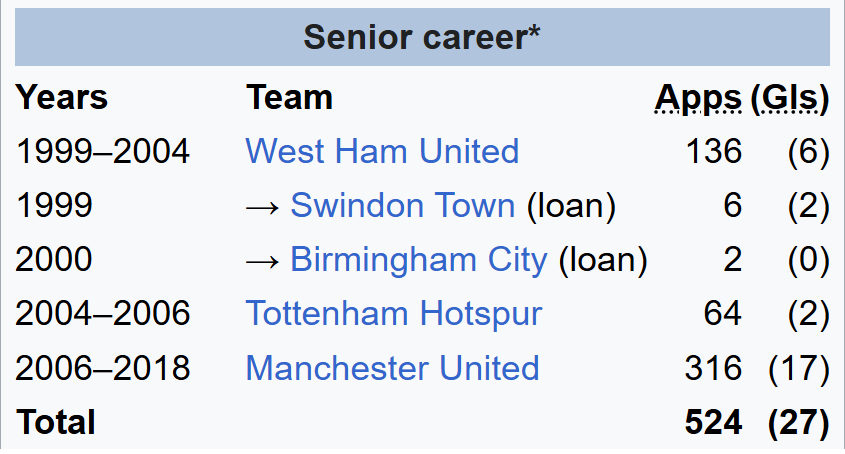 Senior career*
Years Team Apps (Gls)
1999–2004 West Ham United 136 (6)
1999 → Swindon Town (loan) 6 (2)
2000 → Birmingham City (loan) 2 (0)
2004–2006 Tottenham Hotspur 64 (2)
2006–2018 Manchester United 316 (17)
Total 524 (27)